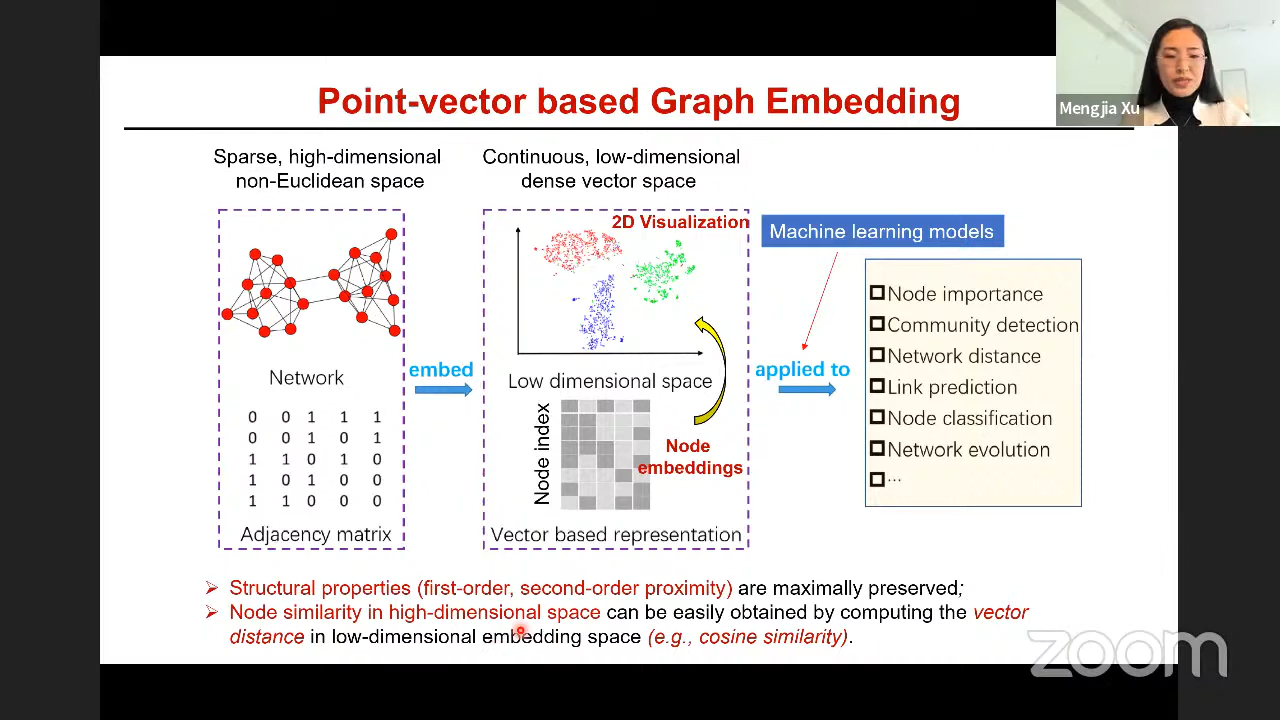 Point-vector based Graph Embedding
Mengjia Xu
Sparse, high-dimensional
non-Euclidean space
Continuous, low-dimensional
dense vector space
2D Visualization
Machine learning models
Network
embed
Low dimensional space
applied to
Node importance
Community detection
Network distance
Link prediction
Node classification
Network evolution
...
0 0 1 1 1
0 0 1 0 1
1 1 0 1 0
1 0 1 0 0
1 1 0 0 0
Adjacency matrix
Node index
Node
embeddings
Vector based representation
Structural properties (first-order, second-order proximity) are maximally preserved;
Node similarity in high-dimensional space can be easily obtained by computing the vector
distance in low-dimensional embedding space (e.g., cosine similarity).
zoom